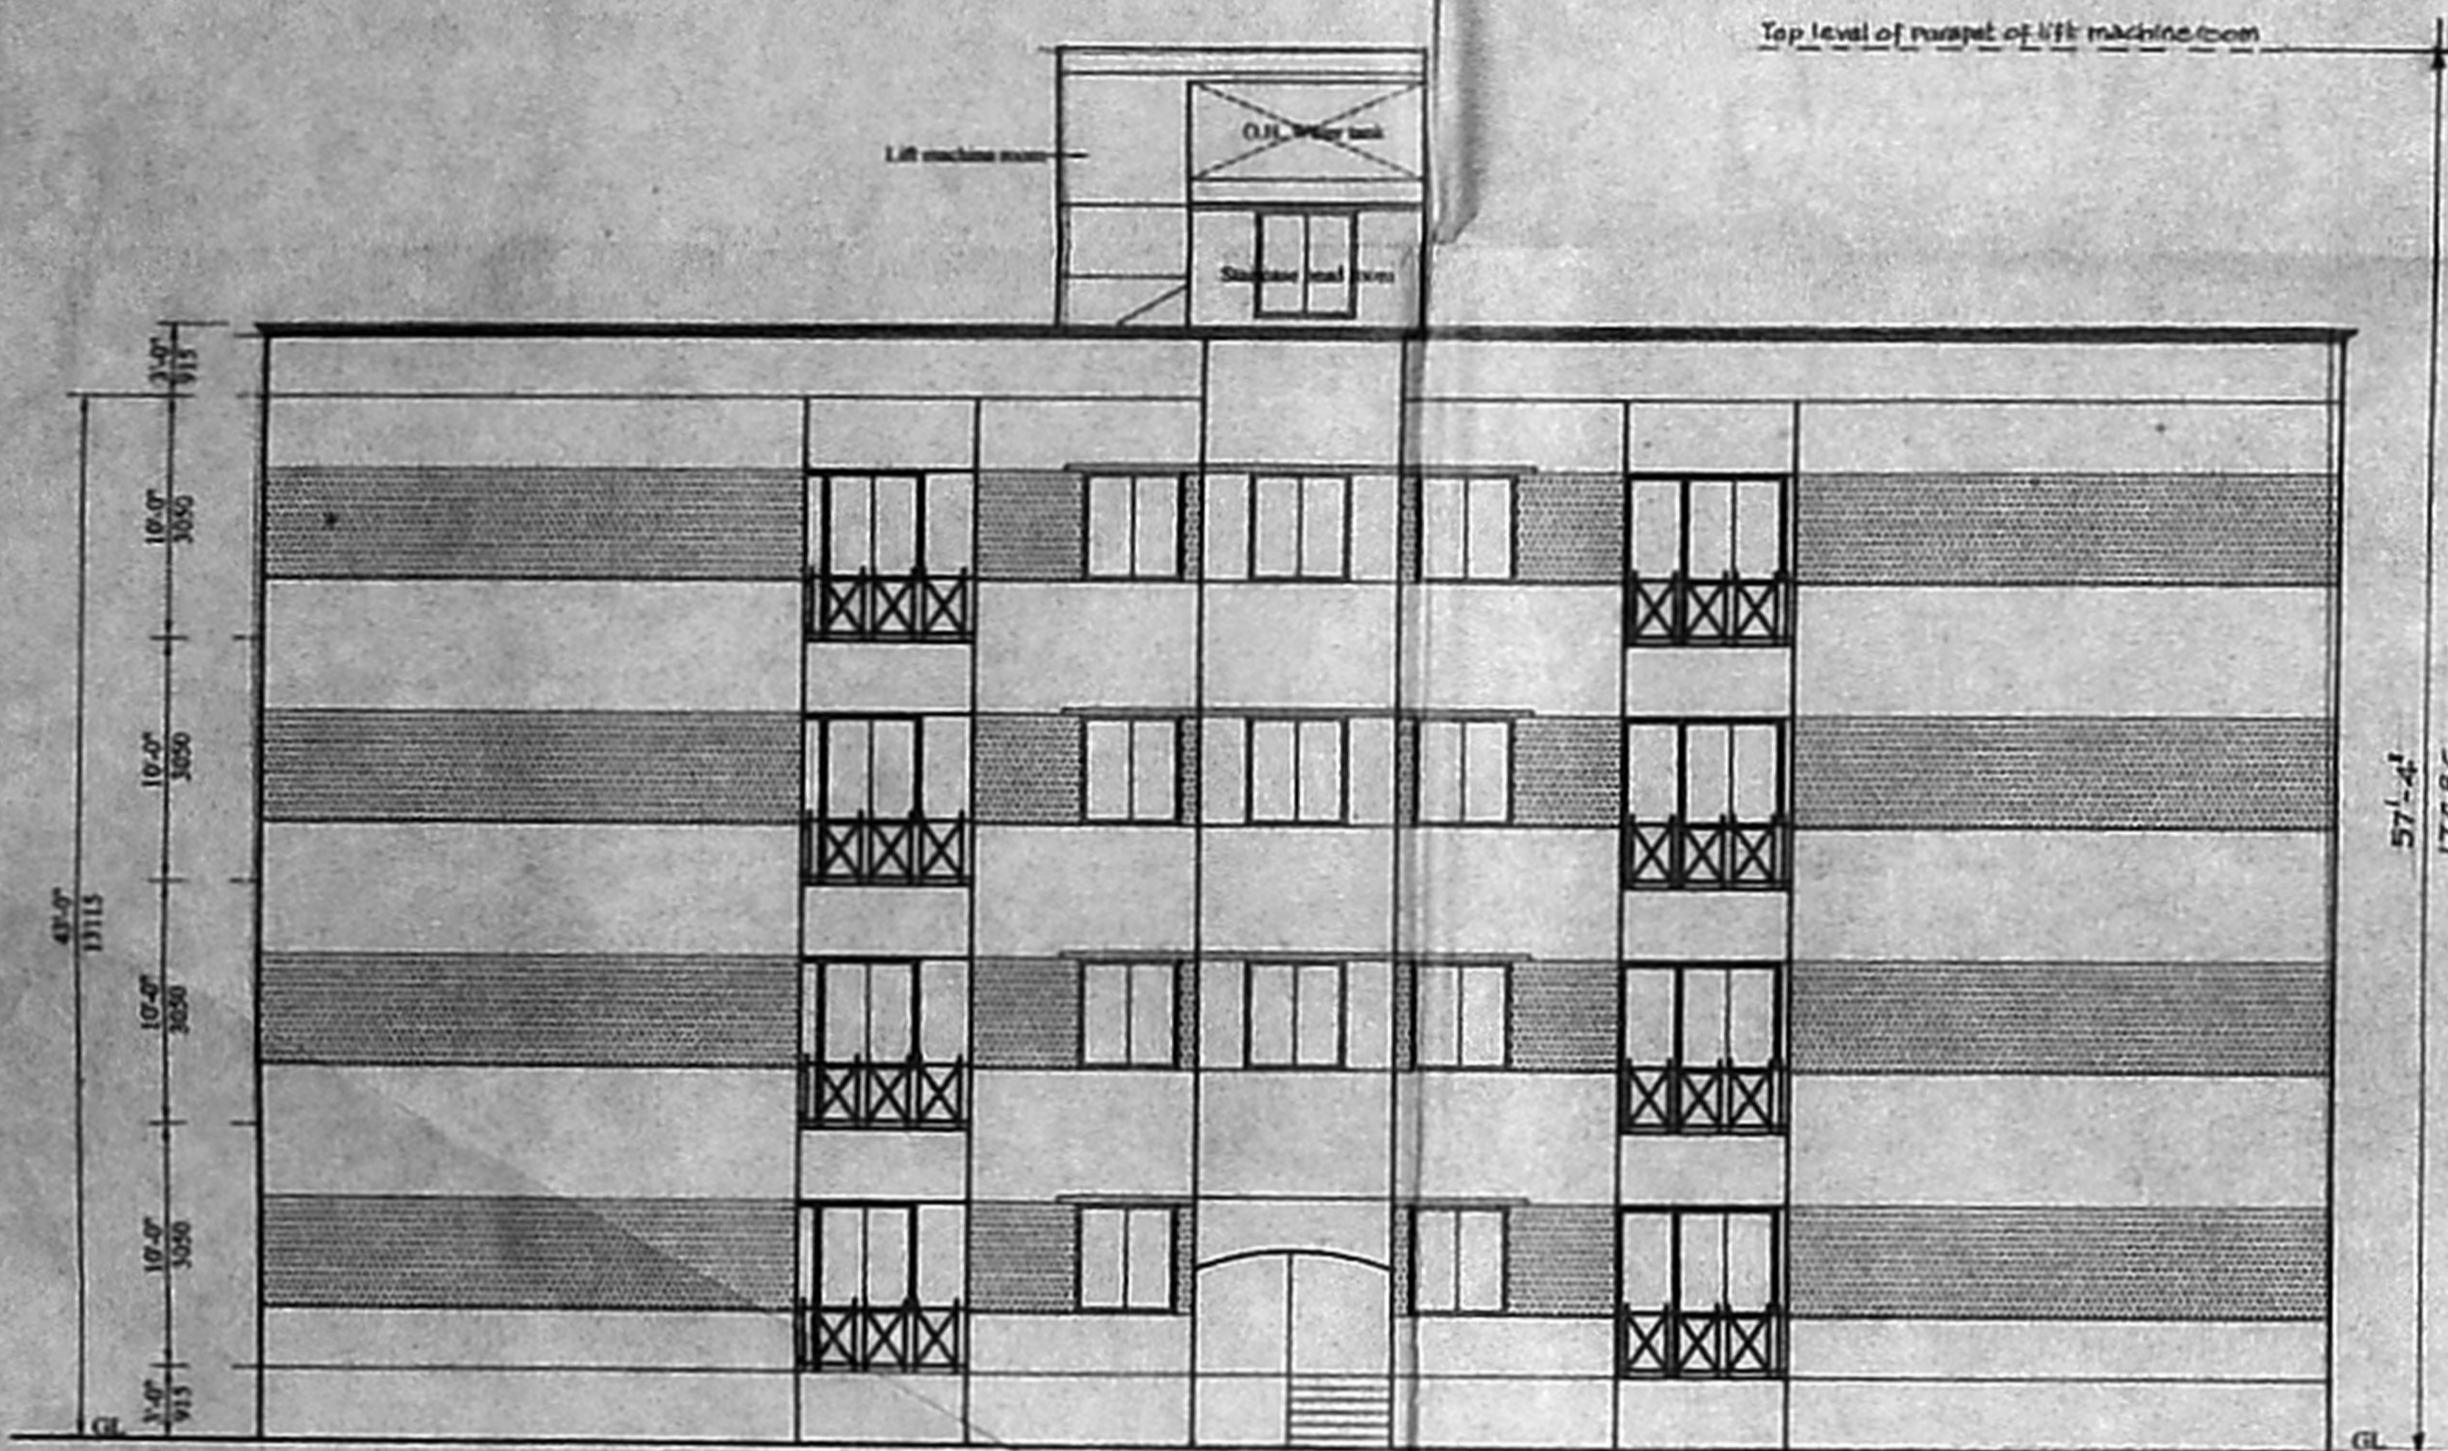 Top level of parapet of lift machine room
O.H. Water tank
Lift machine room
Staircase head room
3'-0"
915
10'-0"
3050
10'-0"
3050
57'-4"
43'-0"
13115
10'-0"
3050
10'-0"
3050
3'-0"
915
GL
GL